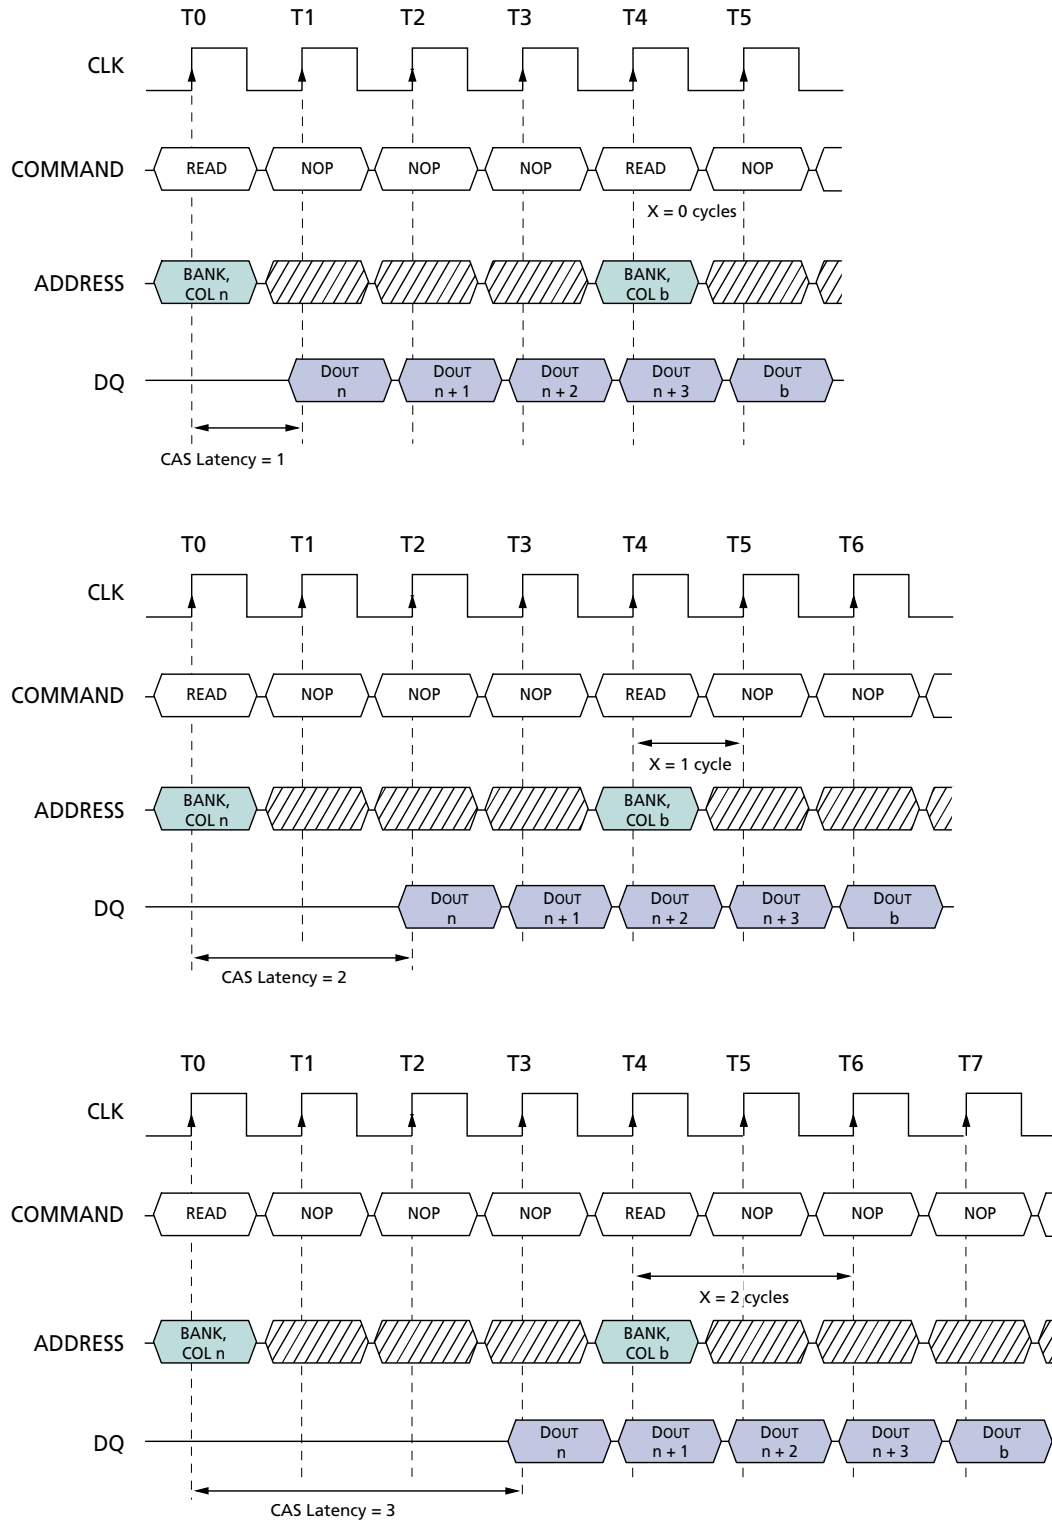 T0 T1 T2 T3 T4 T5
CLK
COMMAND READ NOP NOP NOP READ NOP
X = 0 cycles
ADDRESS BANK, COL n BANK, COL b
DQ DOUT n DOUT n + 1 DOUT n + 2 DOUT n + 3 DOUT b
CAS Latency = 1
T0 T1 T2 T3 T4 T5 T6
CLK
COMMAND READ NOP NOP NOP READ NOP NOP
X = 1 cycle
ADDRESS BANK, COL n BANK, COL b
DQ DOUT n DOUT n + 1 DOUT n + 2 DOUT n + 3 DOUT b
CAS Latency = 2
T0 T1 T2 T3 T4 T5 T6 T7
CLK
COMMAND READ NOP NOP NOP READ NOP NOP NOP
X = 2 cycles
ADDRESS BANK, COL n BANK, COL b
DQ DOUT n DOUT n + 1 DOUT n + 2 DOUT n + 3 DOUT b
CAS Latency = 3